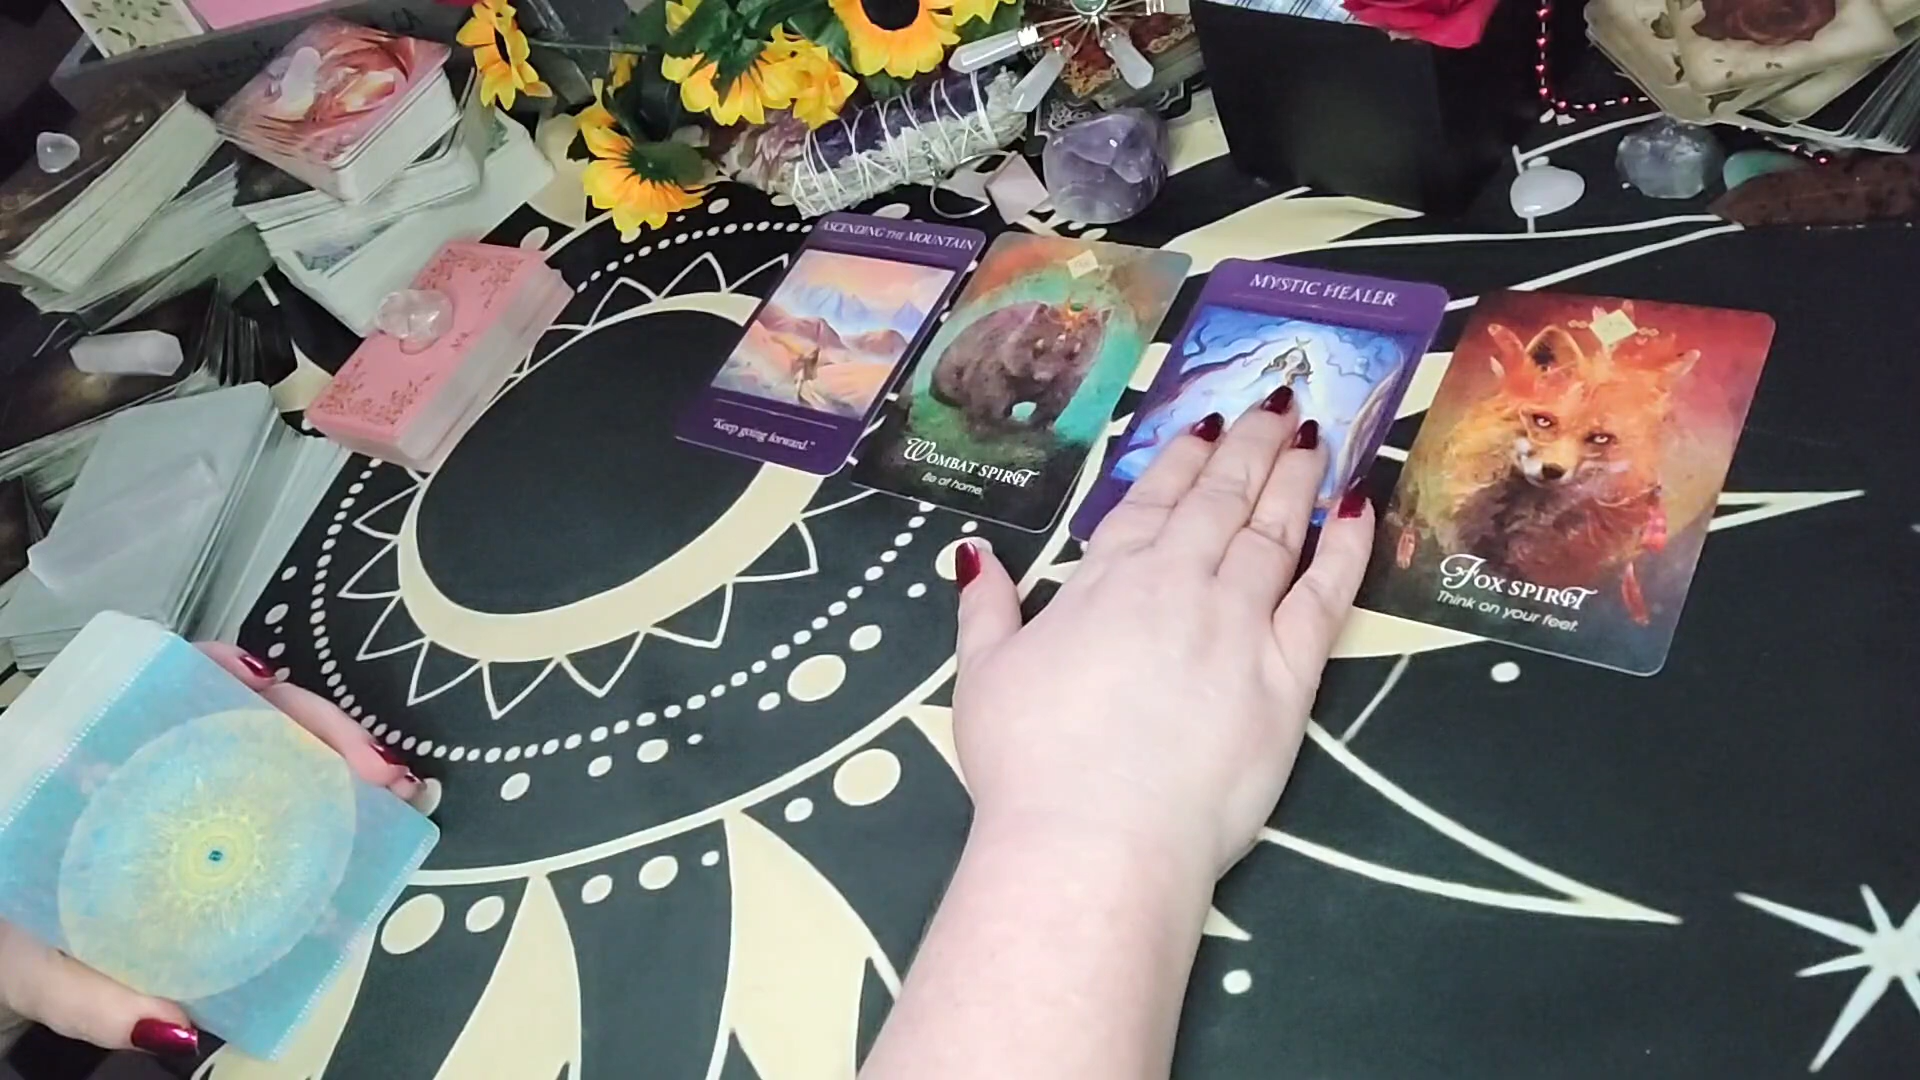 ASCENDING THE MOUNTAIN
"Keep going forward."
WOMBAT SPIRIT
Be at home.
MYSTIC HEALER
FOX SPIRIT
Think on your feet.